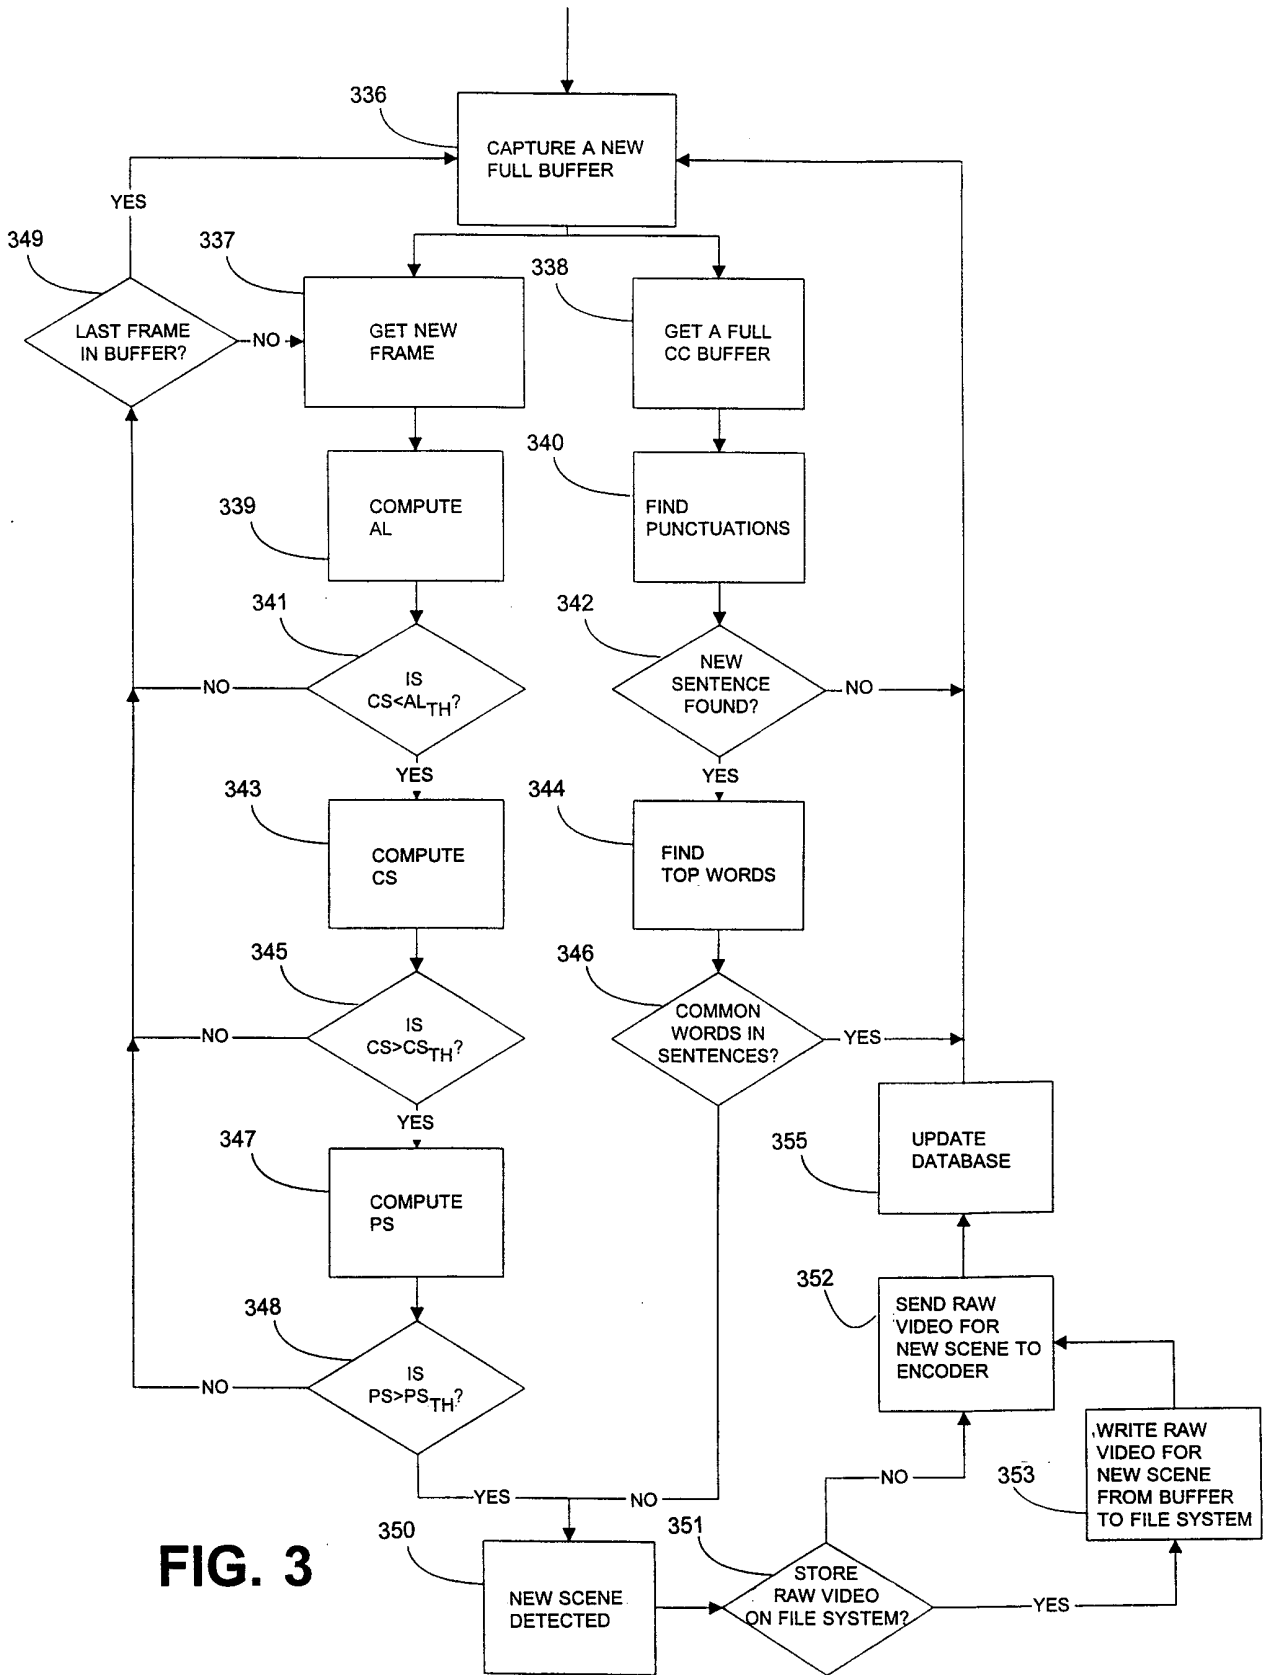 336
CAPTURE A NEW
FULL BUFFER
YES
349
337
338
LAST FRAME
IN BUFFER?
NO
GET NEW
FRAME
GET A FULL
CC BUFFER
340
339
COMPUTE
AL
FIND
PUNCTUATIONS
341
342
IS
CS<AL TH?
NO
NEW
SENTENCE
FOUND?
NO
YES
YES
343
344
COMPUTE
CS
FIND
TOP WORDS
345
346
IS
CS>CS TH?
NO
COMMON
WORDS IN
SENTENCES?
YES
YES
347
355
UPDATE
DATABASE
COMPUTE
PS
352
SEND RAW
VIDEO FOR
NEW SCENE TO
ENCODER
348
IS
PS>PS TH?
NO
353
WRITE RAW
VIDEO FOR
NEW SCENE
FROM BUFFER
TO FILE SYSTEM
NO
YES
NO
350
351
FIG. 3
NEW SCENE
DETECTED
STORE
RAW VIDEO
ON FILE SYSTEM?
YES